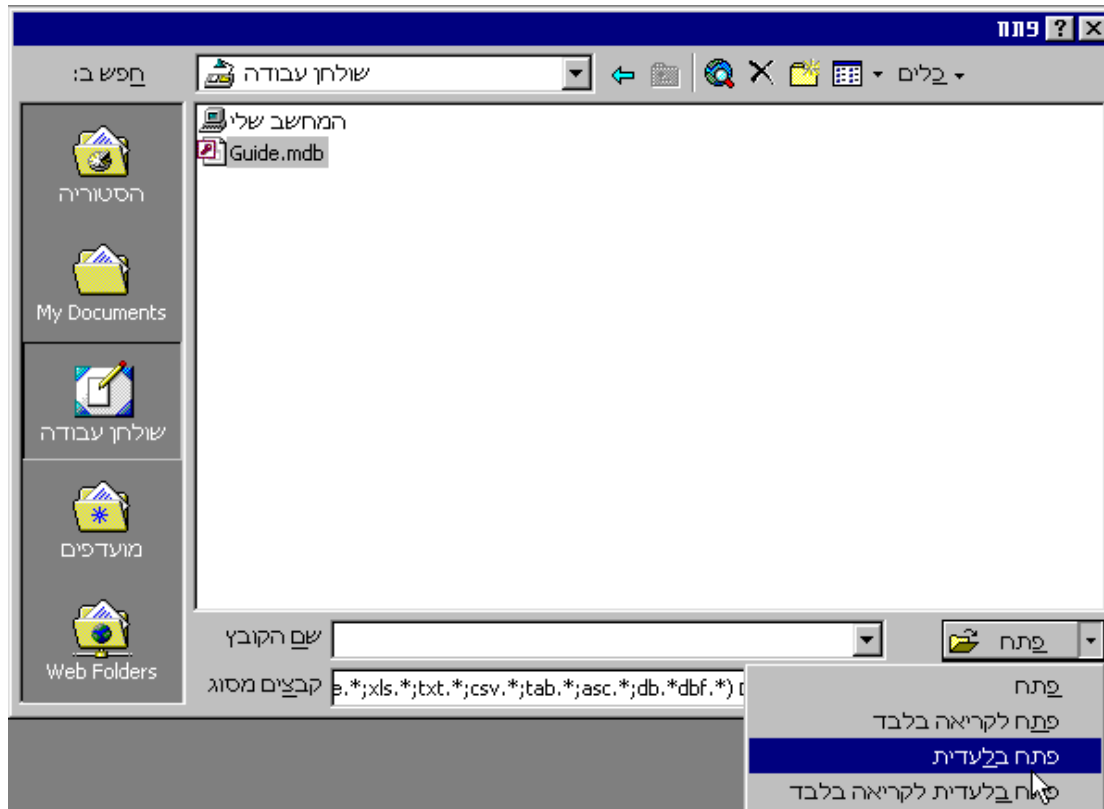 פתח
חפש ב:
שולחן עבודה
כלים
המחשב שלי
Guide.mdb
הסטוריה
My Documents
שולחן עבודה
מועדפים
Web Folders
שם הקובץ
פתח
קבצים מסוג
e.*;xls.*;txt.*;csv.*;tab.*;asc.*;db.*dbf.*)
פתח
פתח לקריאה בלבד
פתח בלעדית
פתח בלעדית לקריאה בלבד